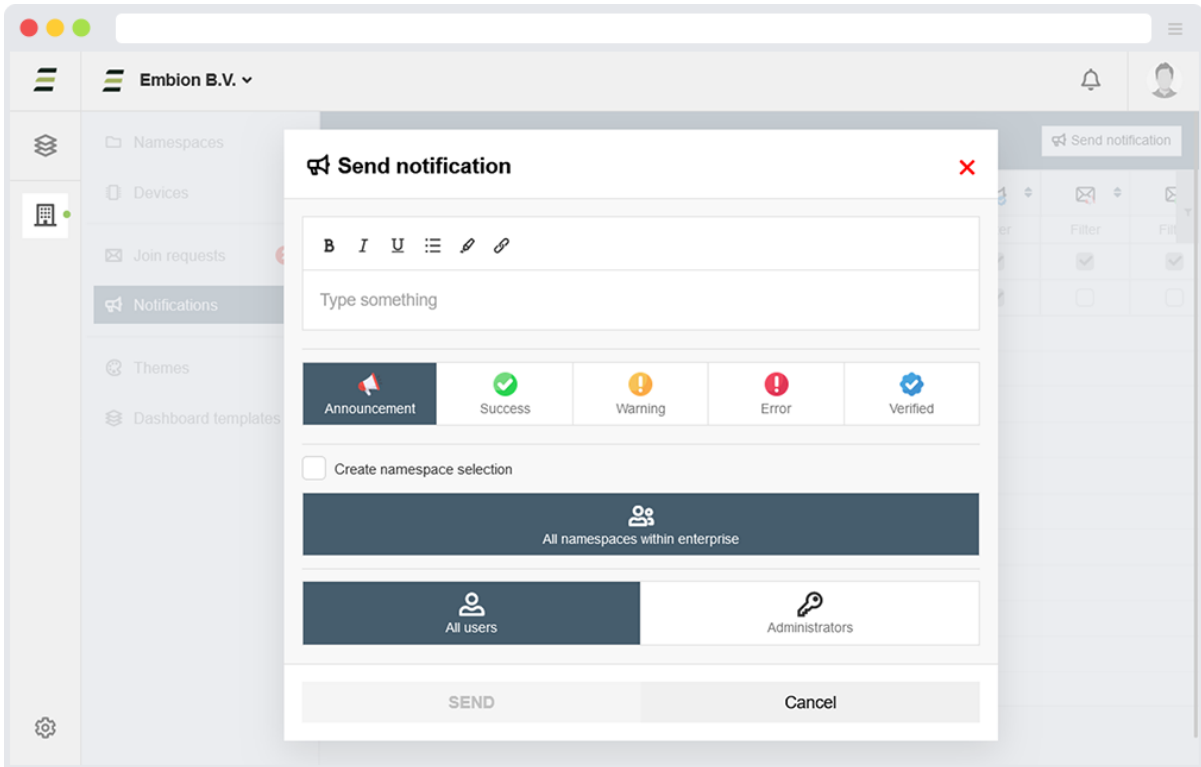 Embion B.V.
Namespaces
Devices
Join requests
Notifications
Themes
Dashboard templates
Send notification
Filter
Send notification
Type something
Announcement
Success
Warning
Error
Verified
Create namespace selection
All namespaces within enterprise
All users
Administrators
SEND
Cancel